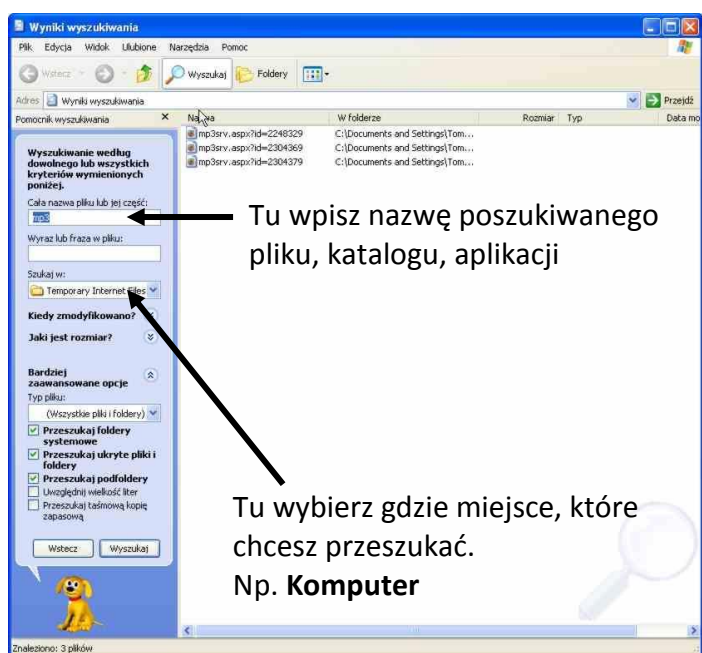 Wyniki wyszukiwania
Plik Edycja Widok Ulubione Narzędzia Pomoc
Wstecz Wyszukaj Foldery
Adres Wyniki wyszukiwania Przejdź
Pomocnik wyszukiwania × Nazwa W folderze Rozmiar Typ Data mo
mp3srv.aspx?id=2248329 C:\Documents and Settings\Tom...
mp3srv.aspx?id=2304369 C:\Documents and Settings\Tom...
mp3srv.aspx?id=2304379 C:\Documents and Settings\Tom...
Wyszukiwanie według
dowolnego lub wszystkich
kryteriów wymienionych
poniżej.
Cała nazwa pliku lub jej część:
mp3
Wyraz lub fraza w pliku:
Szukaj w:
Temporary Internet Files
Kiedy zmodyfikowano?
Jaki jest rozmiar?
Bardziej
zaawansowane opcje
Typ pliku:
(Wszystkie pliki i foldery)
Przeszukaj foldery
systemowe
Przeszukaj ukryte pliki i
foldery
Przeszukaj podfoldery
Uwzględnij wielkość liter
Przeszukaj taśmową kopię
zapasową
Wstecz Wyszukaj
Tu wpisz nazwę poszukiwanego
pliku, katalogu, aplikacji
Tu wybierz gdzie miejsce, które
chcesz przeszukać.
Np. Komputer
Znaleziono: 3 plików